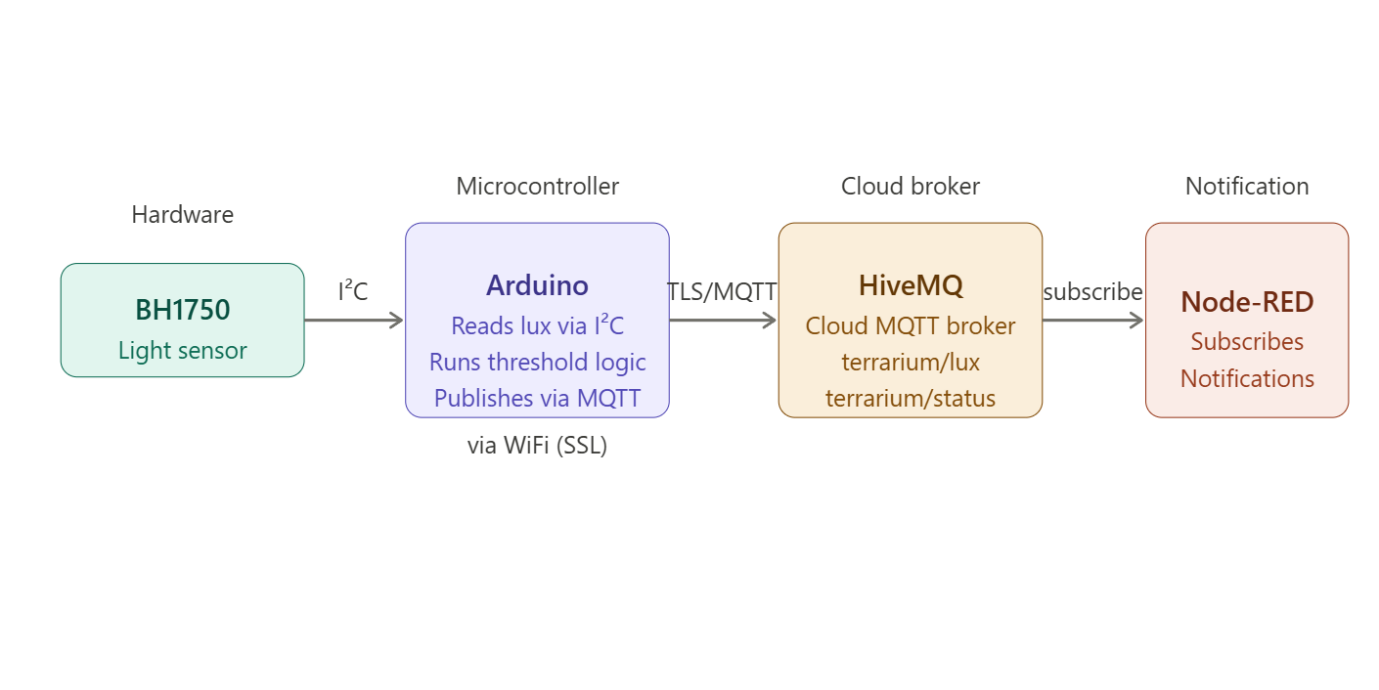 Hardware
BH1750
Light sensor
I²C
Microcontroller
Arduino
Reads lux via I²C
Runs threshold logic
Publishes via MQTT
via WiFi (SSL)
TLS/MQTT
Cloud broker
HiveMQ
Cloud MQTT broker
terrarium/lux
terrarium/status
subscribe
Notification
Node-RED
Subscribes
Notifications